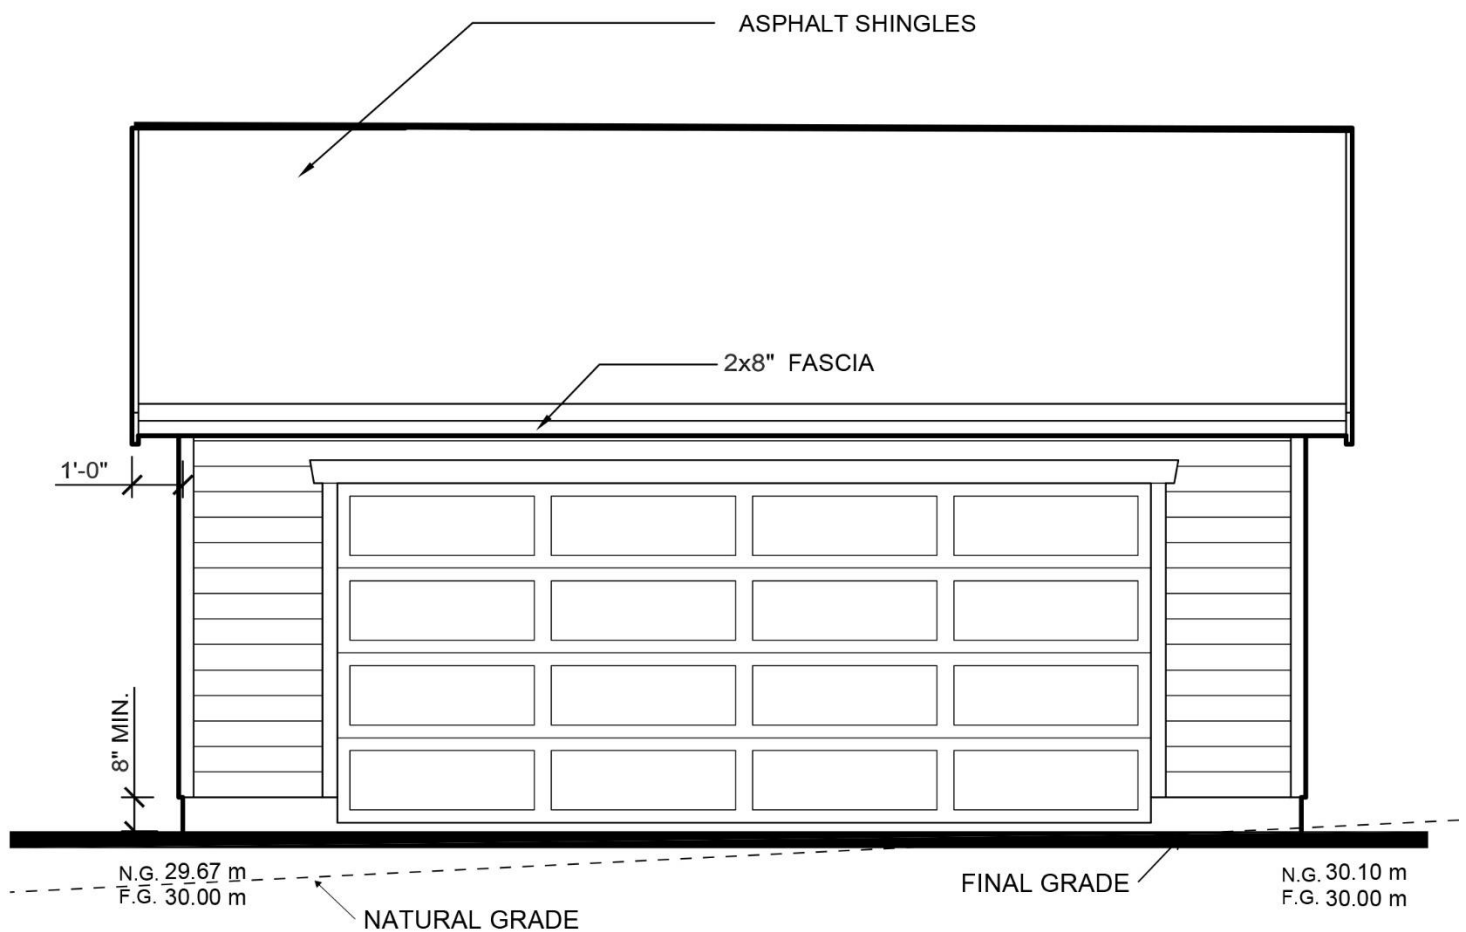 ASPHALT SHINGLES
2x8" FASCIA
1'-0"
8" MIN.
N.G. 29.67 m
F.G. 30.00 m
NATURAL GRADE
FINAL GRADE
N.G. 30.10 m
F.G. 30.00 m